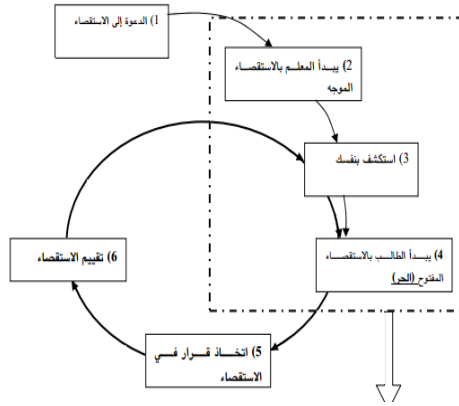 1) الدعوة إلى الاستقصاء
2) يبدأ المعلم بالاستقصاء
الموجه
3) استكشف بنفسك
4) يبدأ الطالب بالاستقصاء
المفتوح (الحر)
5) اتخاذ قرار في
الاستقصاء
6) تقييم الاستقصاء